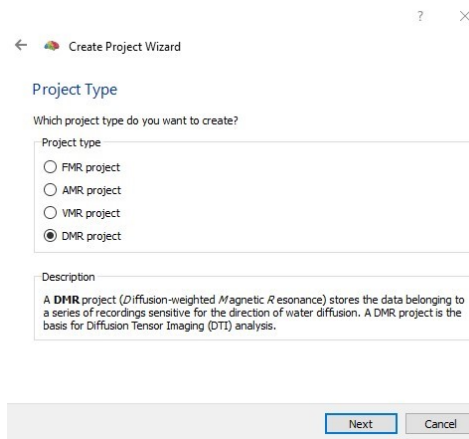 ?
Create Project Wizard
Project Type
Which project type do you want to create?
Project type
FMR project
AMR project
VMR project
DMR project
Description
A DMR project (Diffusion-weighted Magnetic Resonance) stores the data belonging to
a series of recordings sensitive for the direction of water diffusion. A DMR project is the
basis for Diffusion Tensor Imaging (DTI) analysis.
Next Cancel